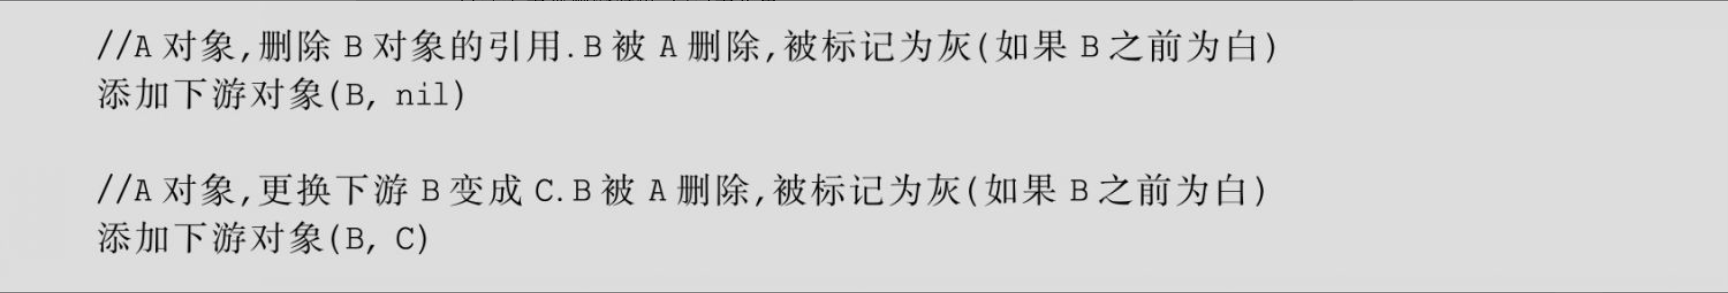 //A 对象,删除 B 对象的引用.B 被 A 删除,被标记为灰(如果 B 之前为白)
添加下游对象(B, nil)
//A 对象,更换下游 B 变成 C.B 被 A 删除,被标记为灰(如果 B 之前为白)
添加下游对象(B, C)